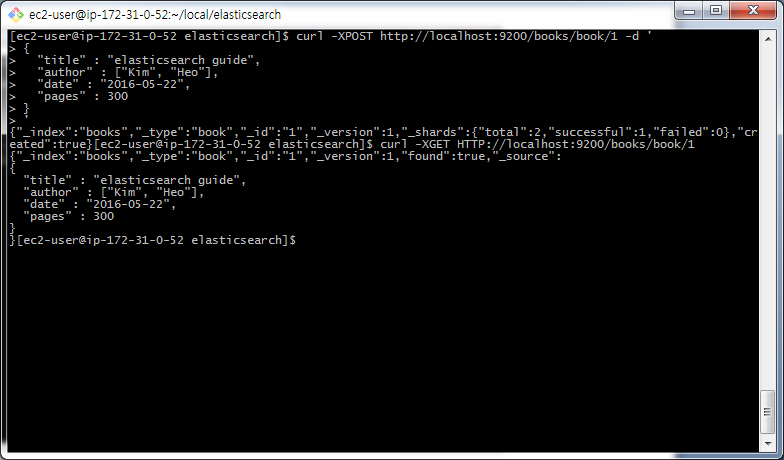 ec2-user@ip-172-31-0-52:~/local/elasticsearch
[ec2-user@ip-172-31-0-52 elasticsearch]$ curl -XPOST http://localhost:9200/books/book/1 -d '
> {
>   "title" : "elasticsearch guide",
>   "author" : ["Kim", "Heo"],
>   "date" : "2016-05-22",
>   "pages" : 300
> }
> '
{"_index":"books","_type":"book","_id":"1","_version":1,"_shards":{"total":2,"successful":1,"failed":0},"cr
eated":true}[ec2-user@ip-172-31-0-52 elasticsearch]$ curl -XGET HTTP://localhost:9200/books/book/1
{"_index":"books","_type":"book","_id":"1","_version":1,"found":true,"_source":
{
  "title" : "elasticsearch guide",
  "author" : ["Kim", "Heo"],
  "date" : "2016-05-22",
  "pages" : 300
}
}[ec2-user@ip-172-31-0-52 elasticsearch]$